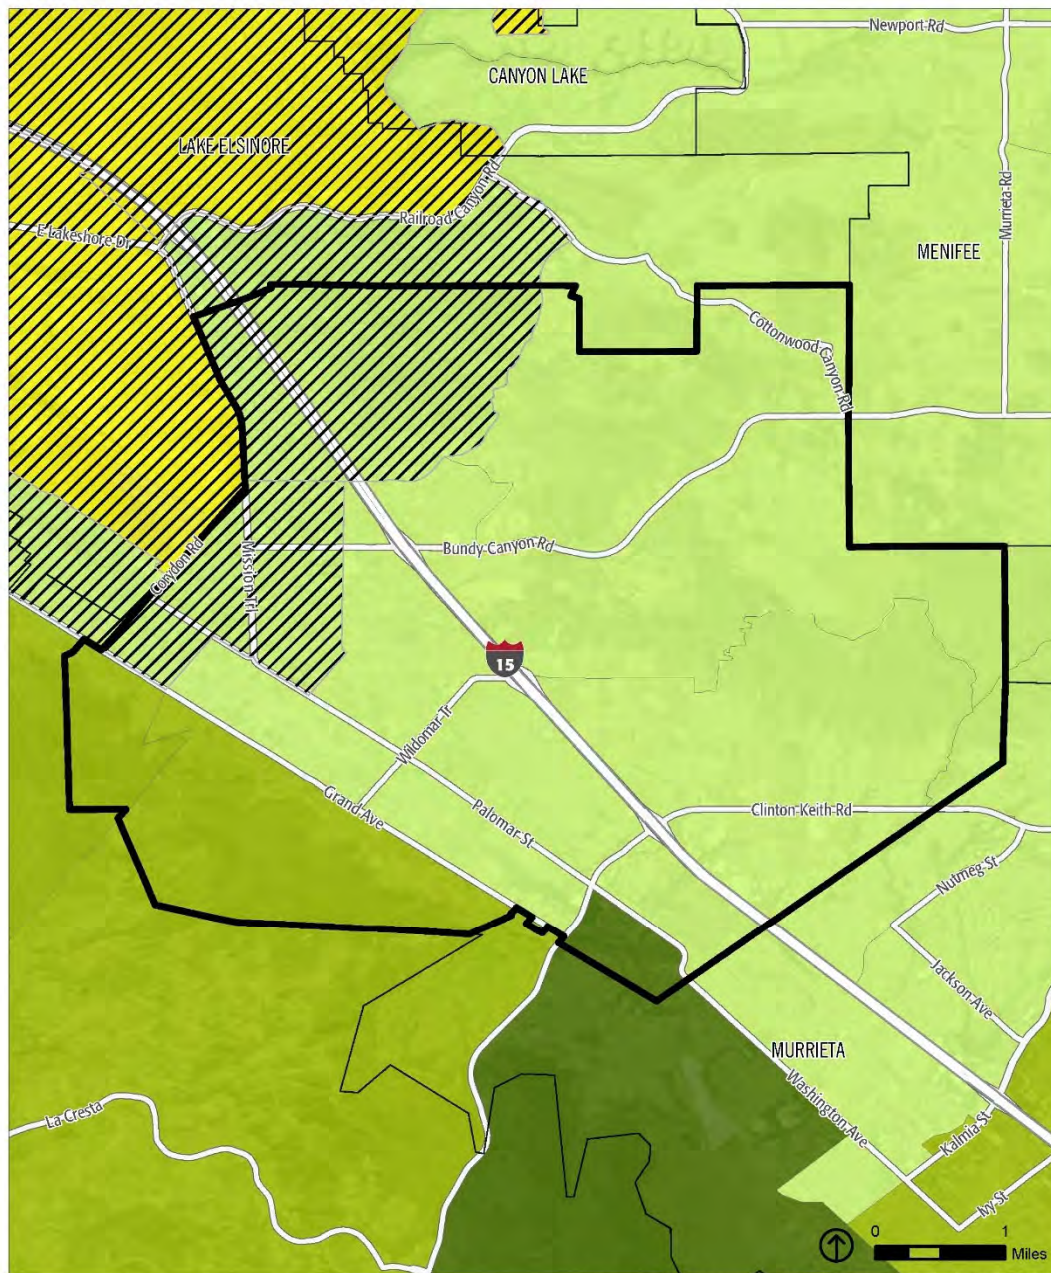 Newport Rd
CANYON LAKE
LAKE ELSINORE
Railroad Canyon Rd
Murrieta Rd
E Lakeshore Dr
MENIFEE
Cottonwood Canyon Rd
Corydon Rd
Mission Trl
Bundy Canyon Rd
15
Wildomar Tr
Grand Ave
Palomar St
Clinton Keith Rd
Nutmeg St
Jackson Ave
MURRIETA
Washington Ave
La Cresta
Kalmia St
Ivy St
0 1
Miles